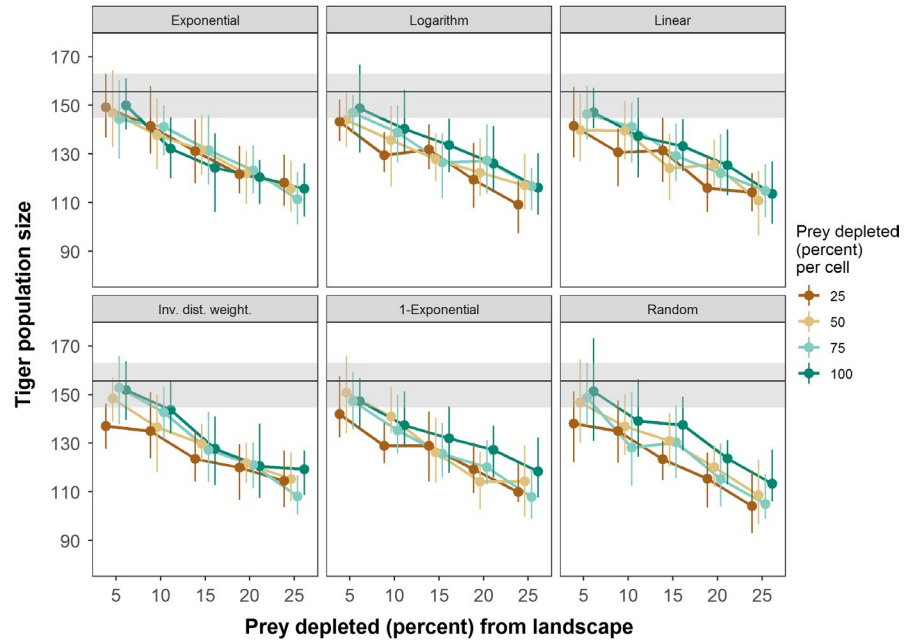 Exponential
Logarithm
Linear
170
150
130
110
90
Inv. dist. weight.
1-Exponential
Random
170
150
130
110
90
5 10 15 20 25
5 10 15 20 25
5 10 15 20 25
Tiger population size
Prey depleted (percent) from landscape
Prey depleted
(percent)
per cell
25
50
75
100